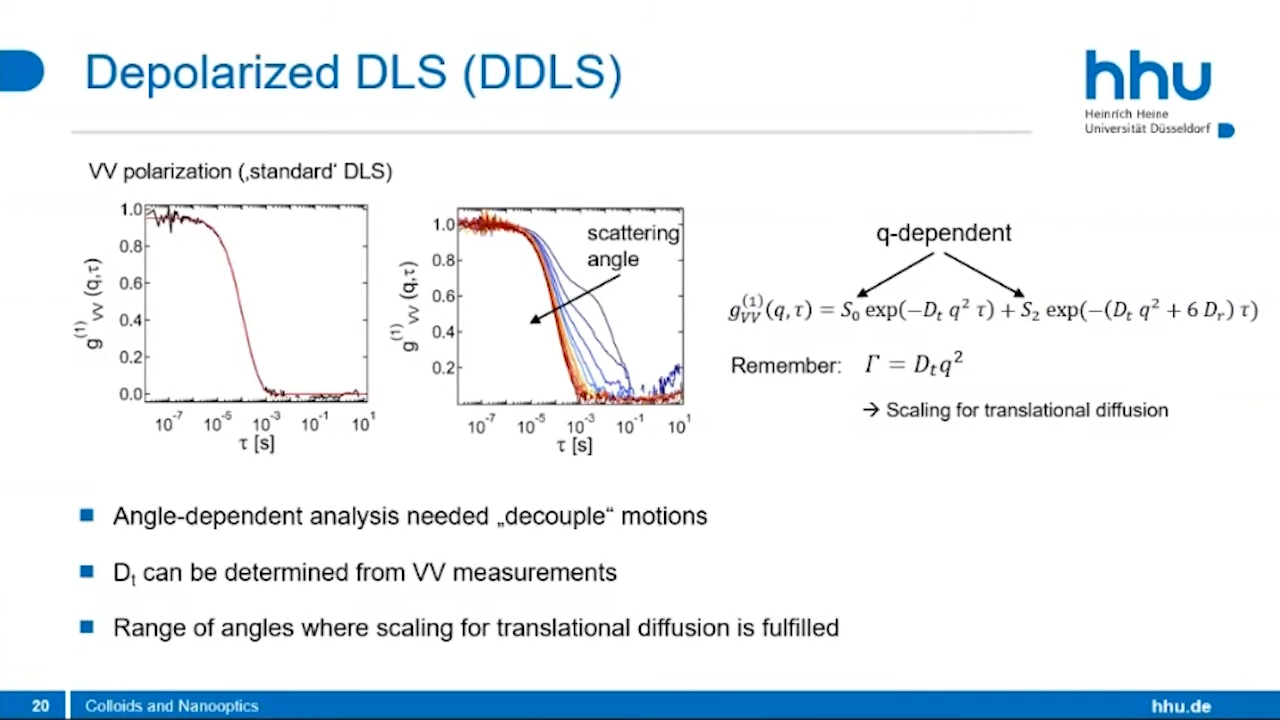 Depolarized DLS (DDLS)
hhu
Heinrich Heine
Universität Düsseldorf
VV polarization (‚standard‘ DLS)
1.0
0.8
0.6
0.4
0.2
0.0
g⁽¹⁾ VV (q,τ)
10⁻⁷ 10⁻⁵ 10⁻³ 10⁻¹ 10¹
τ [s]
1.0
0.8
0.6
0.4
0.2
g⁽¹⁾ VV (q,τ)
scattering
angle
10⁻⁷ 10⁻⁵ 10⁻³ 10⁻¹ 10¹
τ [s]
q-dependent
g_VV^(1)(q,τ) = S₀ exp(−Dₜ q² τ) + S₂ exp(−(Dₜ q² + 6 Dᵣ) τ)
Remember: Γ = Dₜq²
→ Scaling for translational diffusion
■ Angle-dependent analysis needed „decouple“ motions
■ Dₜ can be determined from VV measurements
■ Range of angles where scaling for translational diffusion is fulfilled
20 Colloids and Nanooptics hhu.de